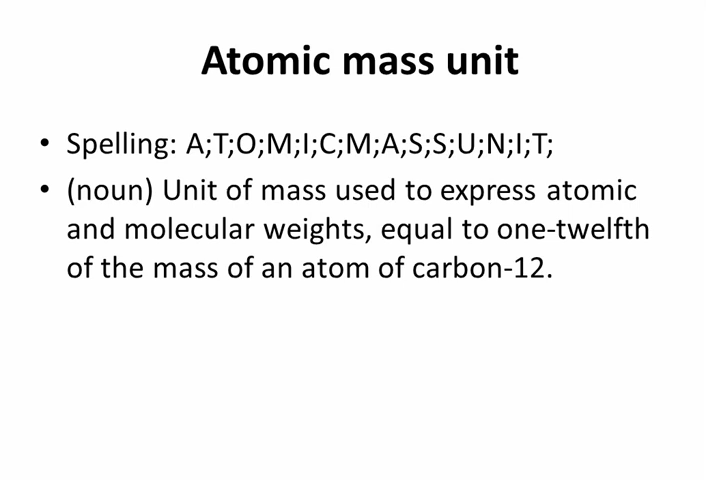 Atomic mass unit
• Spelling: A;T;O;M;I;C;M;A;S;S;U;N;I;T;
• (noun) Unit of mass used to express atomic
and molecular weights, equal to one-twelfth
of the mass of an atom of carbon-12.